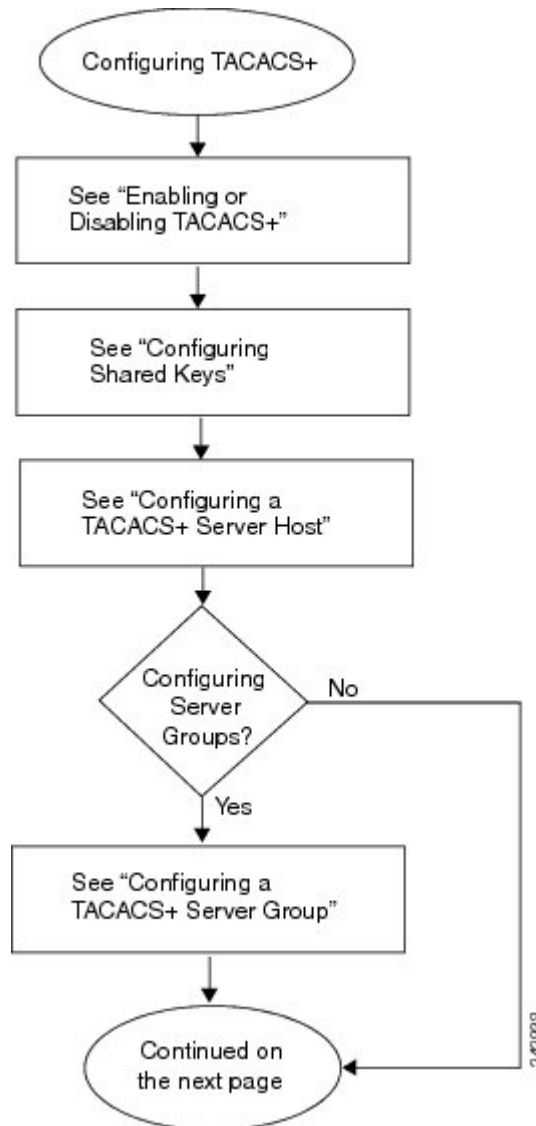 Configuring TACACS+
See “Enabling or
Disabling TACACS+”
See “Configuring
Shared Keys”
See “Configuring a
TACACS+ Server Host”
Configuring
Server
Groups?
No
Yes
See “Configuring a
TACACS+ Server Group”
Continued on
the next page